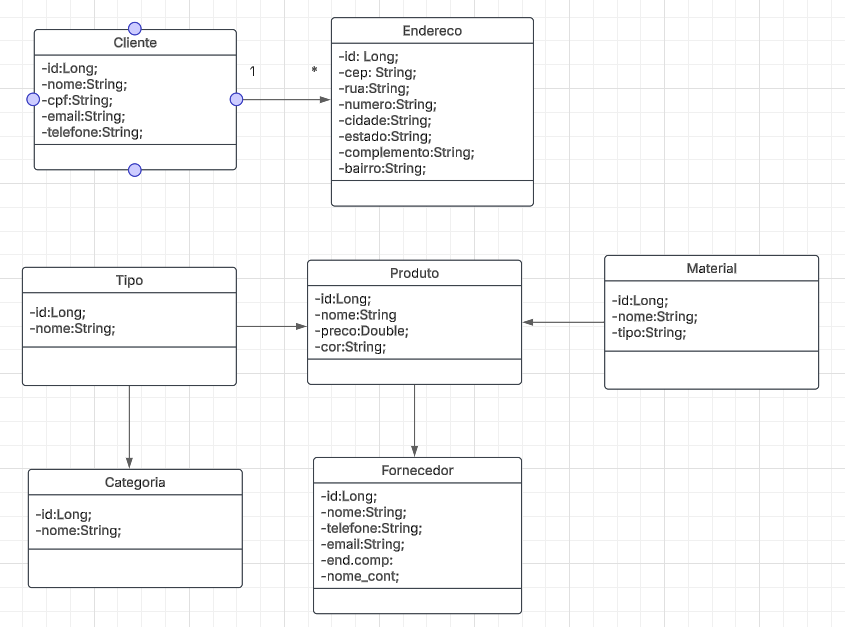 Cliente
-id:Long;
-nome:String;
-cpf:String;
-email:String;
-telefone:String;
1
*
Endereco
-id: Long;
-cep: String;
-rua:String;
-numero:String;
-cidade:String;
-estado:String;
-complemento:String;
-bairro:String;
Tipo
-id:Long;
-nome:String;
Produto
-id:Long;
-nome:String
-preco:Double;
-cor:String;
Material
-id:Long;
-nome:String;
-tipo:String;
Categoria
-id:Long;
-nome:String;
Fornecedor
-id:Long;
-nome:String;
-telefone:String;
-email:String;
-end.comp:
-nome_cont;